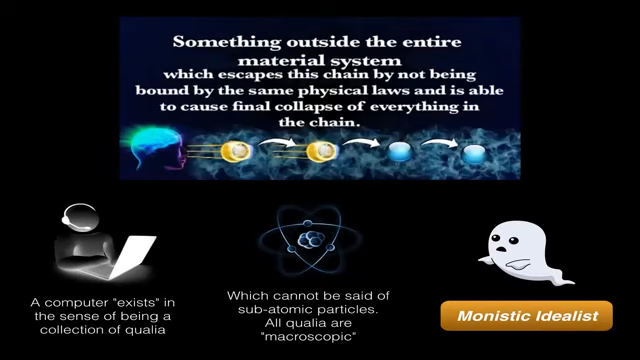 Something outside the entire
material system
which escapes this chain by not being
bound by the same physical laws and is able
to cause final collapse of everything in
the chain.
A computer "exists" in
the sense of being a
collection of qualia
Which cannot be said of
sub-atomic particles.
All qualia are
"macroscopic"
Monistic Idealist